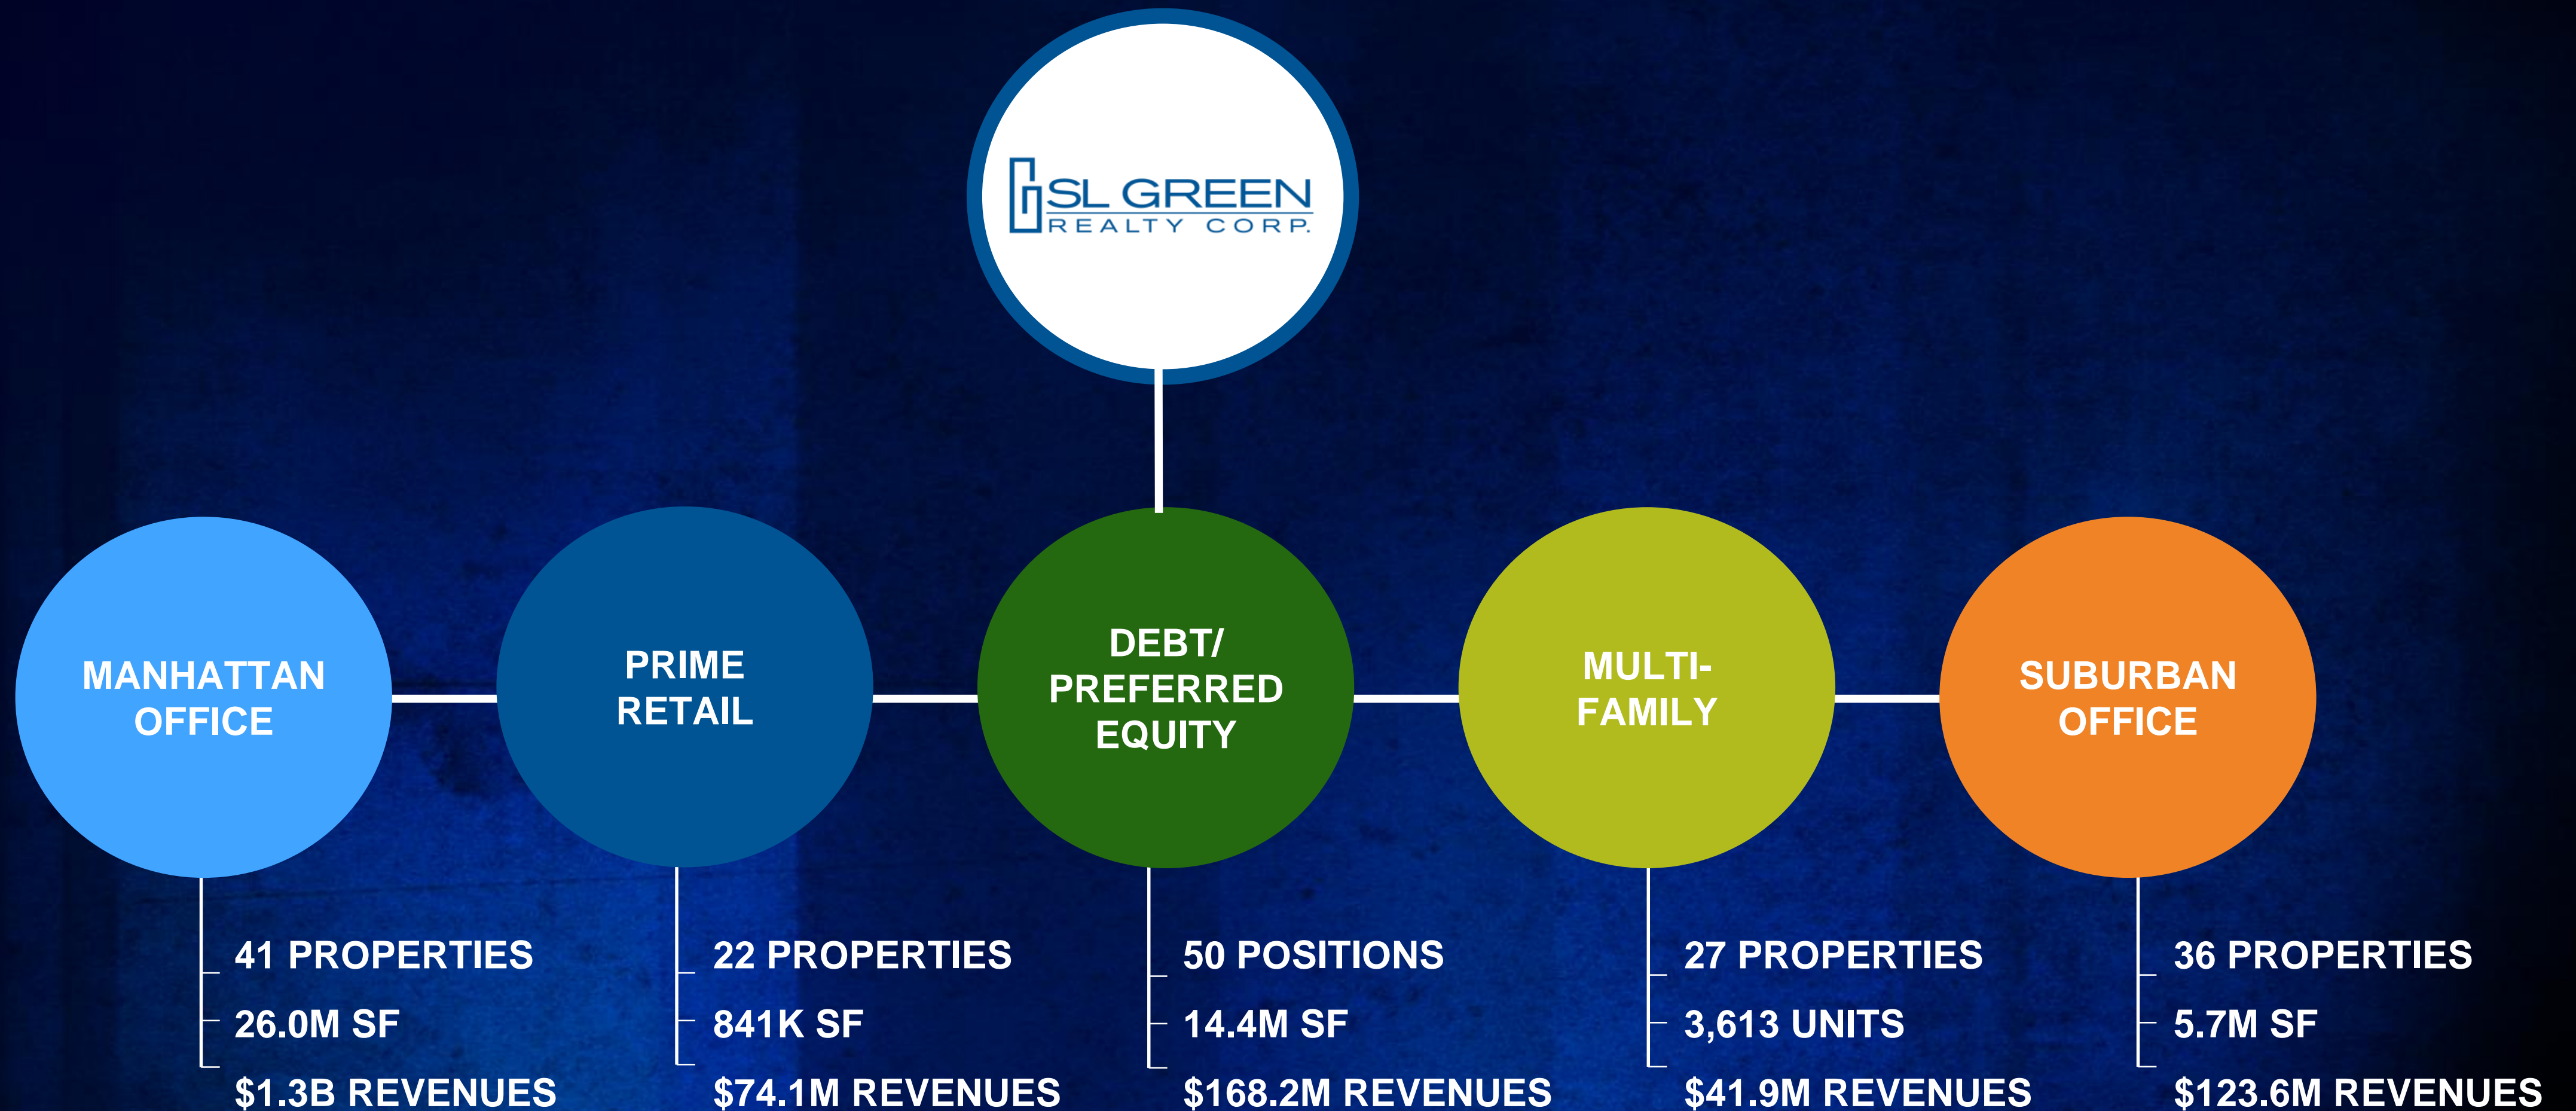 SL GREEN
REALTY CORP.
MANHATTAN
OFFICE
PRIME
RETAIL
DEBT/
PREFERRED
EQUITY
MULTI-
FAMILY
SUBURBAN
OFFICE
41 PROPERTIES
26.0M SF
$1.3B REVENUES
22 PROPERTIES
841K SF
$74.1M REVENUES
50 POSITIONS
14.4M SF
$168.2M REVENUES
27 PROPERTIES
3,613 UNITS
$41.9M REVENUES
36 PROPERTIES
5.7M SF
$123.6M REVENUES